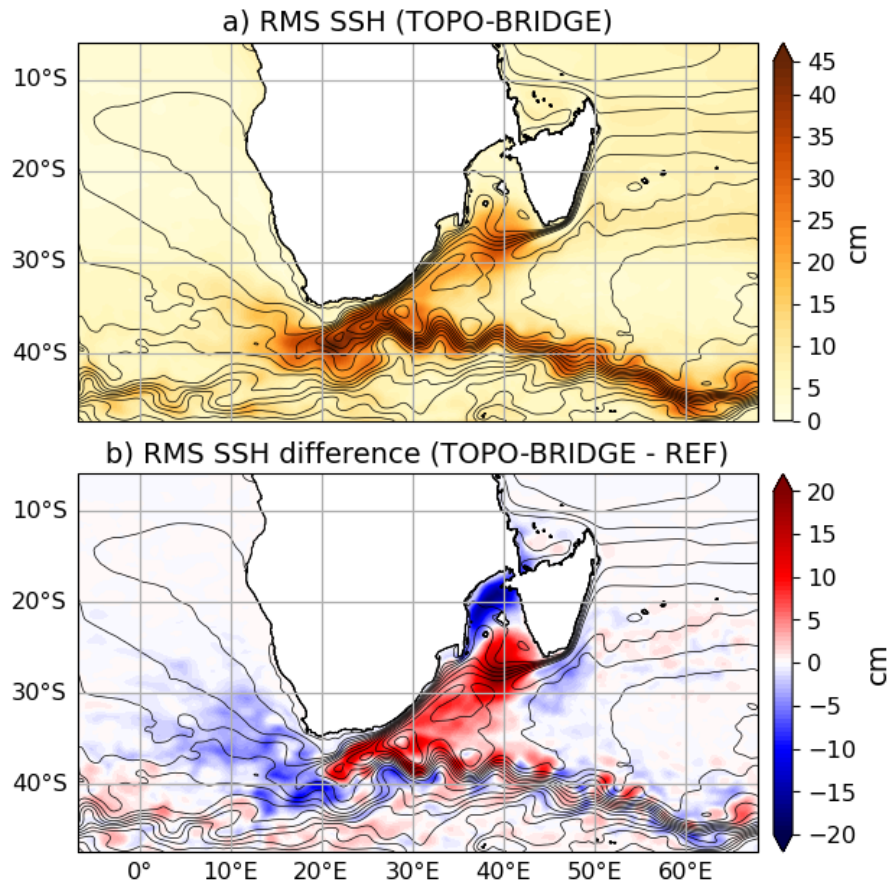 a) RMS SSH (TOPO-BRIDGE)
10°S
20°S
30°S
40°S
45
40
35
30
25
20
15
10
5
0
cm
b) RMS SSH difference (TOPO-BRIDGE - REF)
10°S
20°S
30°S
40°S
0°
10°E
20°E
30°E
40°E
50°E
60°E
20
15
10
5
0
−5
−10
−15
−20
cm